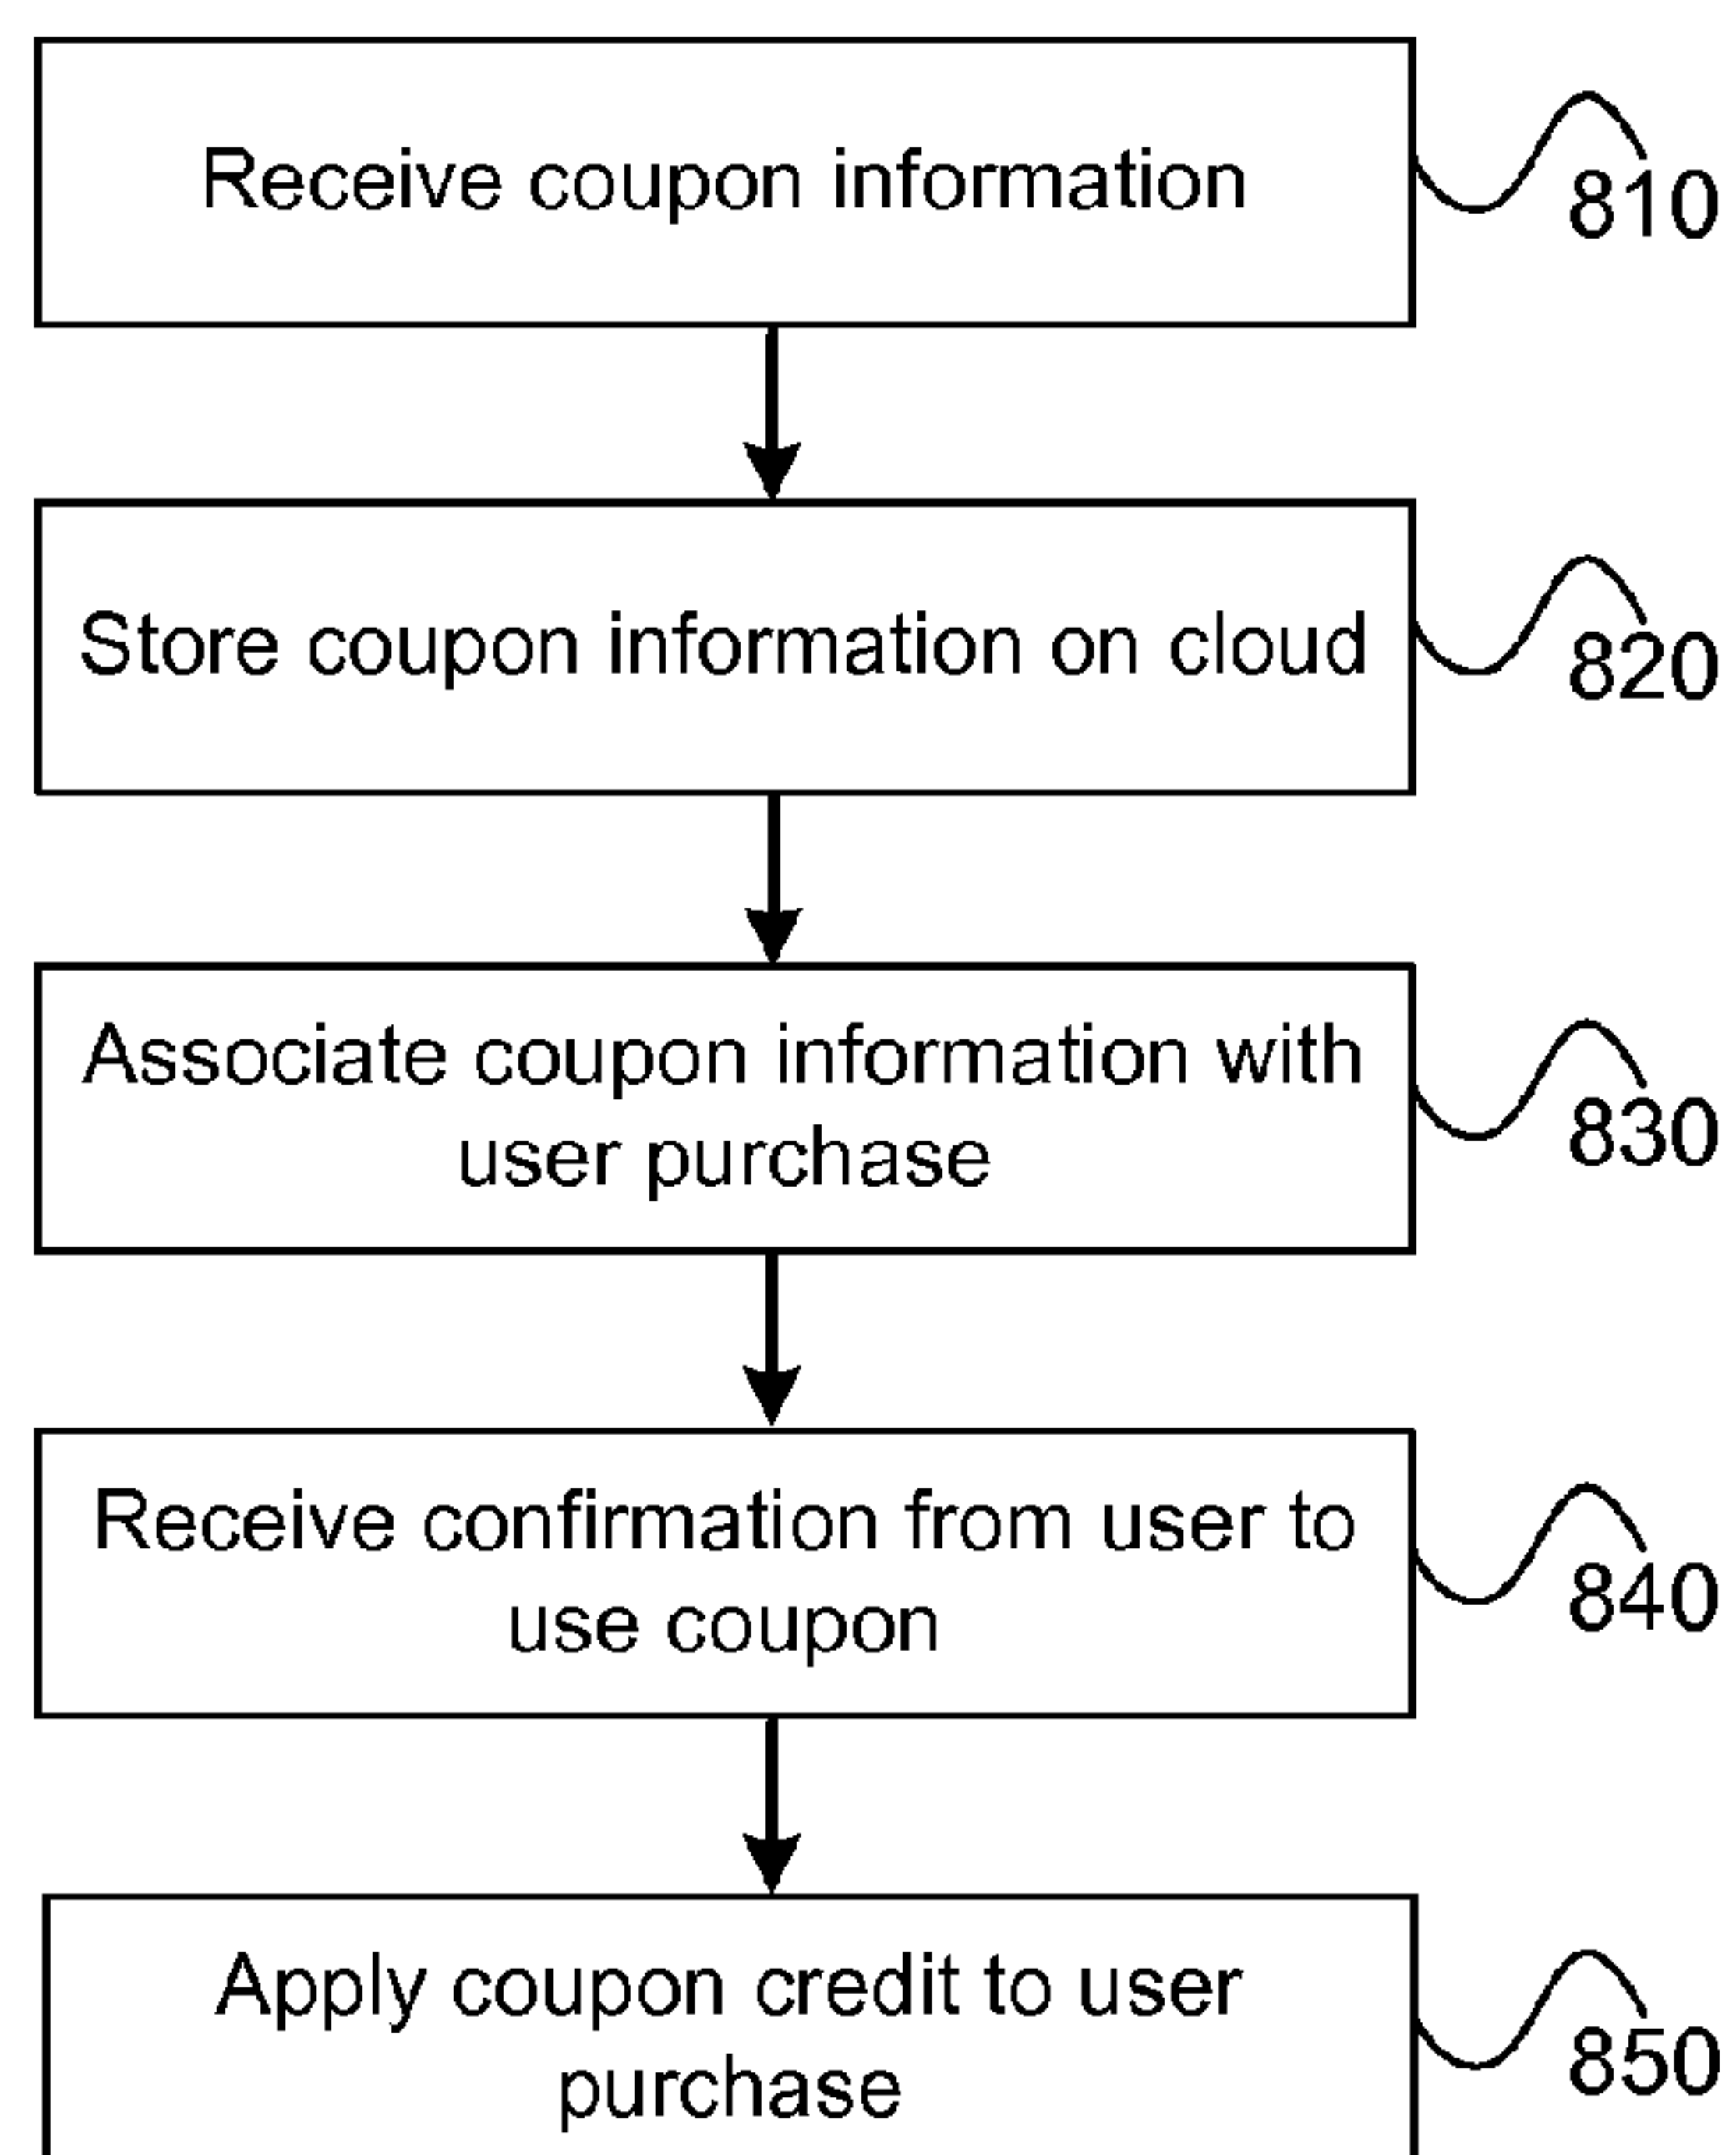 Receive coupon information
810
Store coupon information on cloud
820
Associate coupon information with
user purchase
830
Receive confirmation from user to
use coupon
840
Apply coupon credit to user
purchase
850